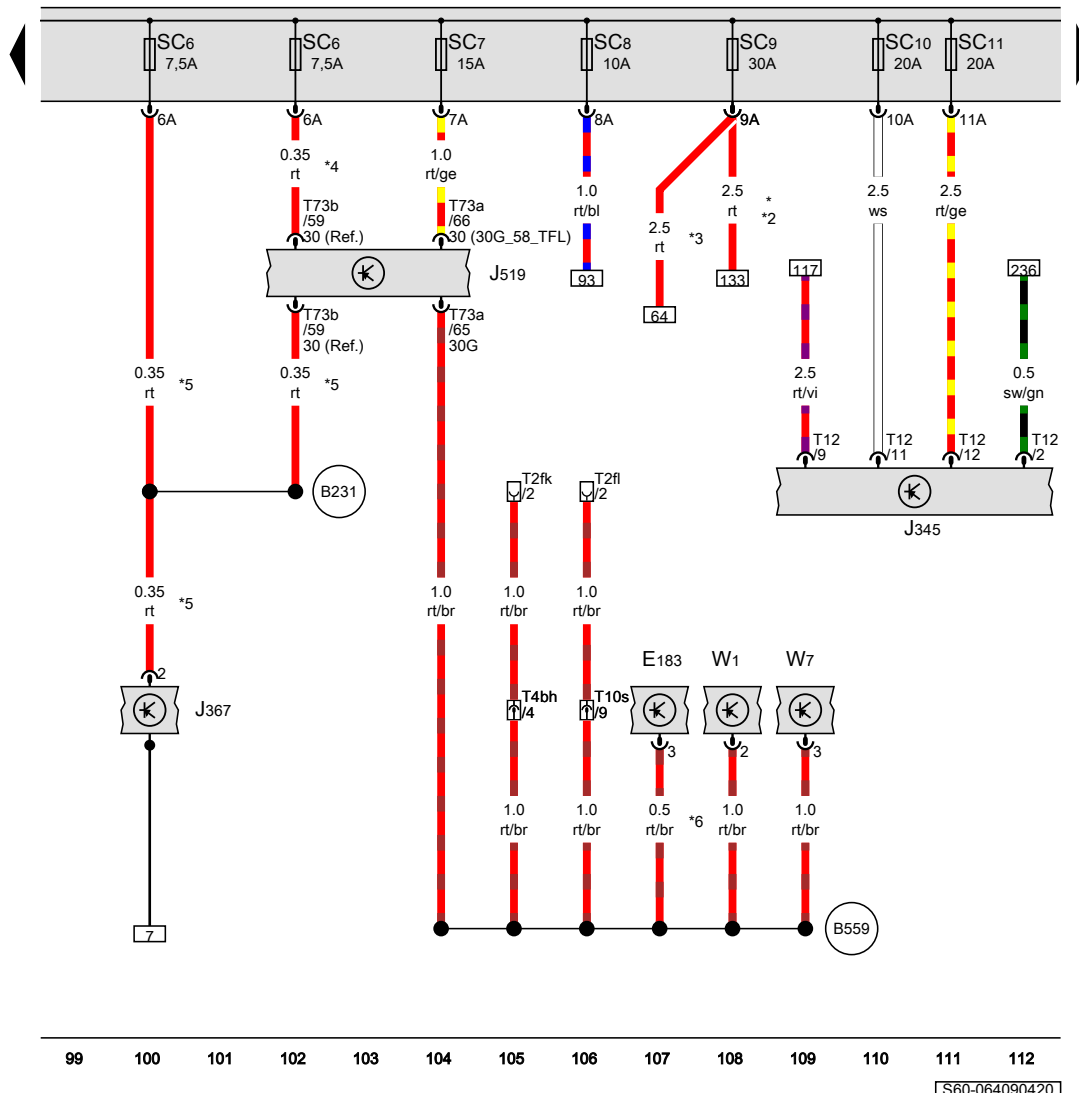 SC6 SC6 SC7 SC8 SC9 SC10 SC11
7,5A 7,5A 15A 10A 30A 20A 20A
6A 6A 7A 8A 9A 10A 11A
0.35 *4 1.0
rt rt/ge
1.0 2.5 * 2.5 2.5
rt/bl rt *2 ws rt/ge
T73b T73a
/59 /66
30 (Ref.) 30 (30G_58_TFL)
2.5 *3
rt
J519
93 133 117 236
64
T73b T73a
/59 /65
30 (Ref.) 30G
0.35 *5 0.35 *5 2.5 0.5
rt rt rt/vi sw/gn
T12 T12 T12 T12
/9 /11 /12 /2
T2fk T2fl
/2 /2
B231
J345
0.35 *5 1.0 1.0 1.0
rt rt/br rt/br rt/br
E183 W1 W7
2
J367
T4bh T10s
/4 /9
3 2 3
1.0 1.0 0.5 *6 1.0 1.0
rt/br rt/br rt/br rt/br rt/br
7
B559
99 100 101 102 103 104 105 106 107 108 109 110 111 112
S60-064090420